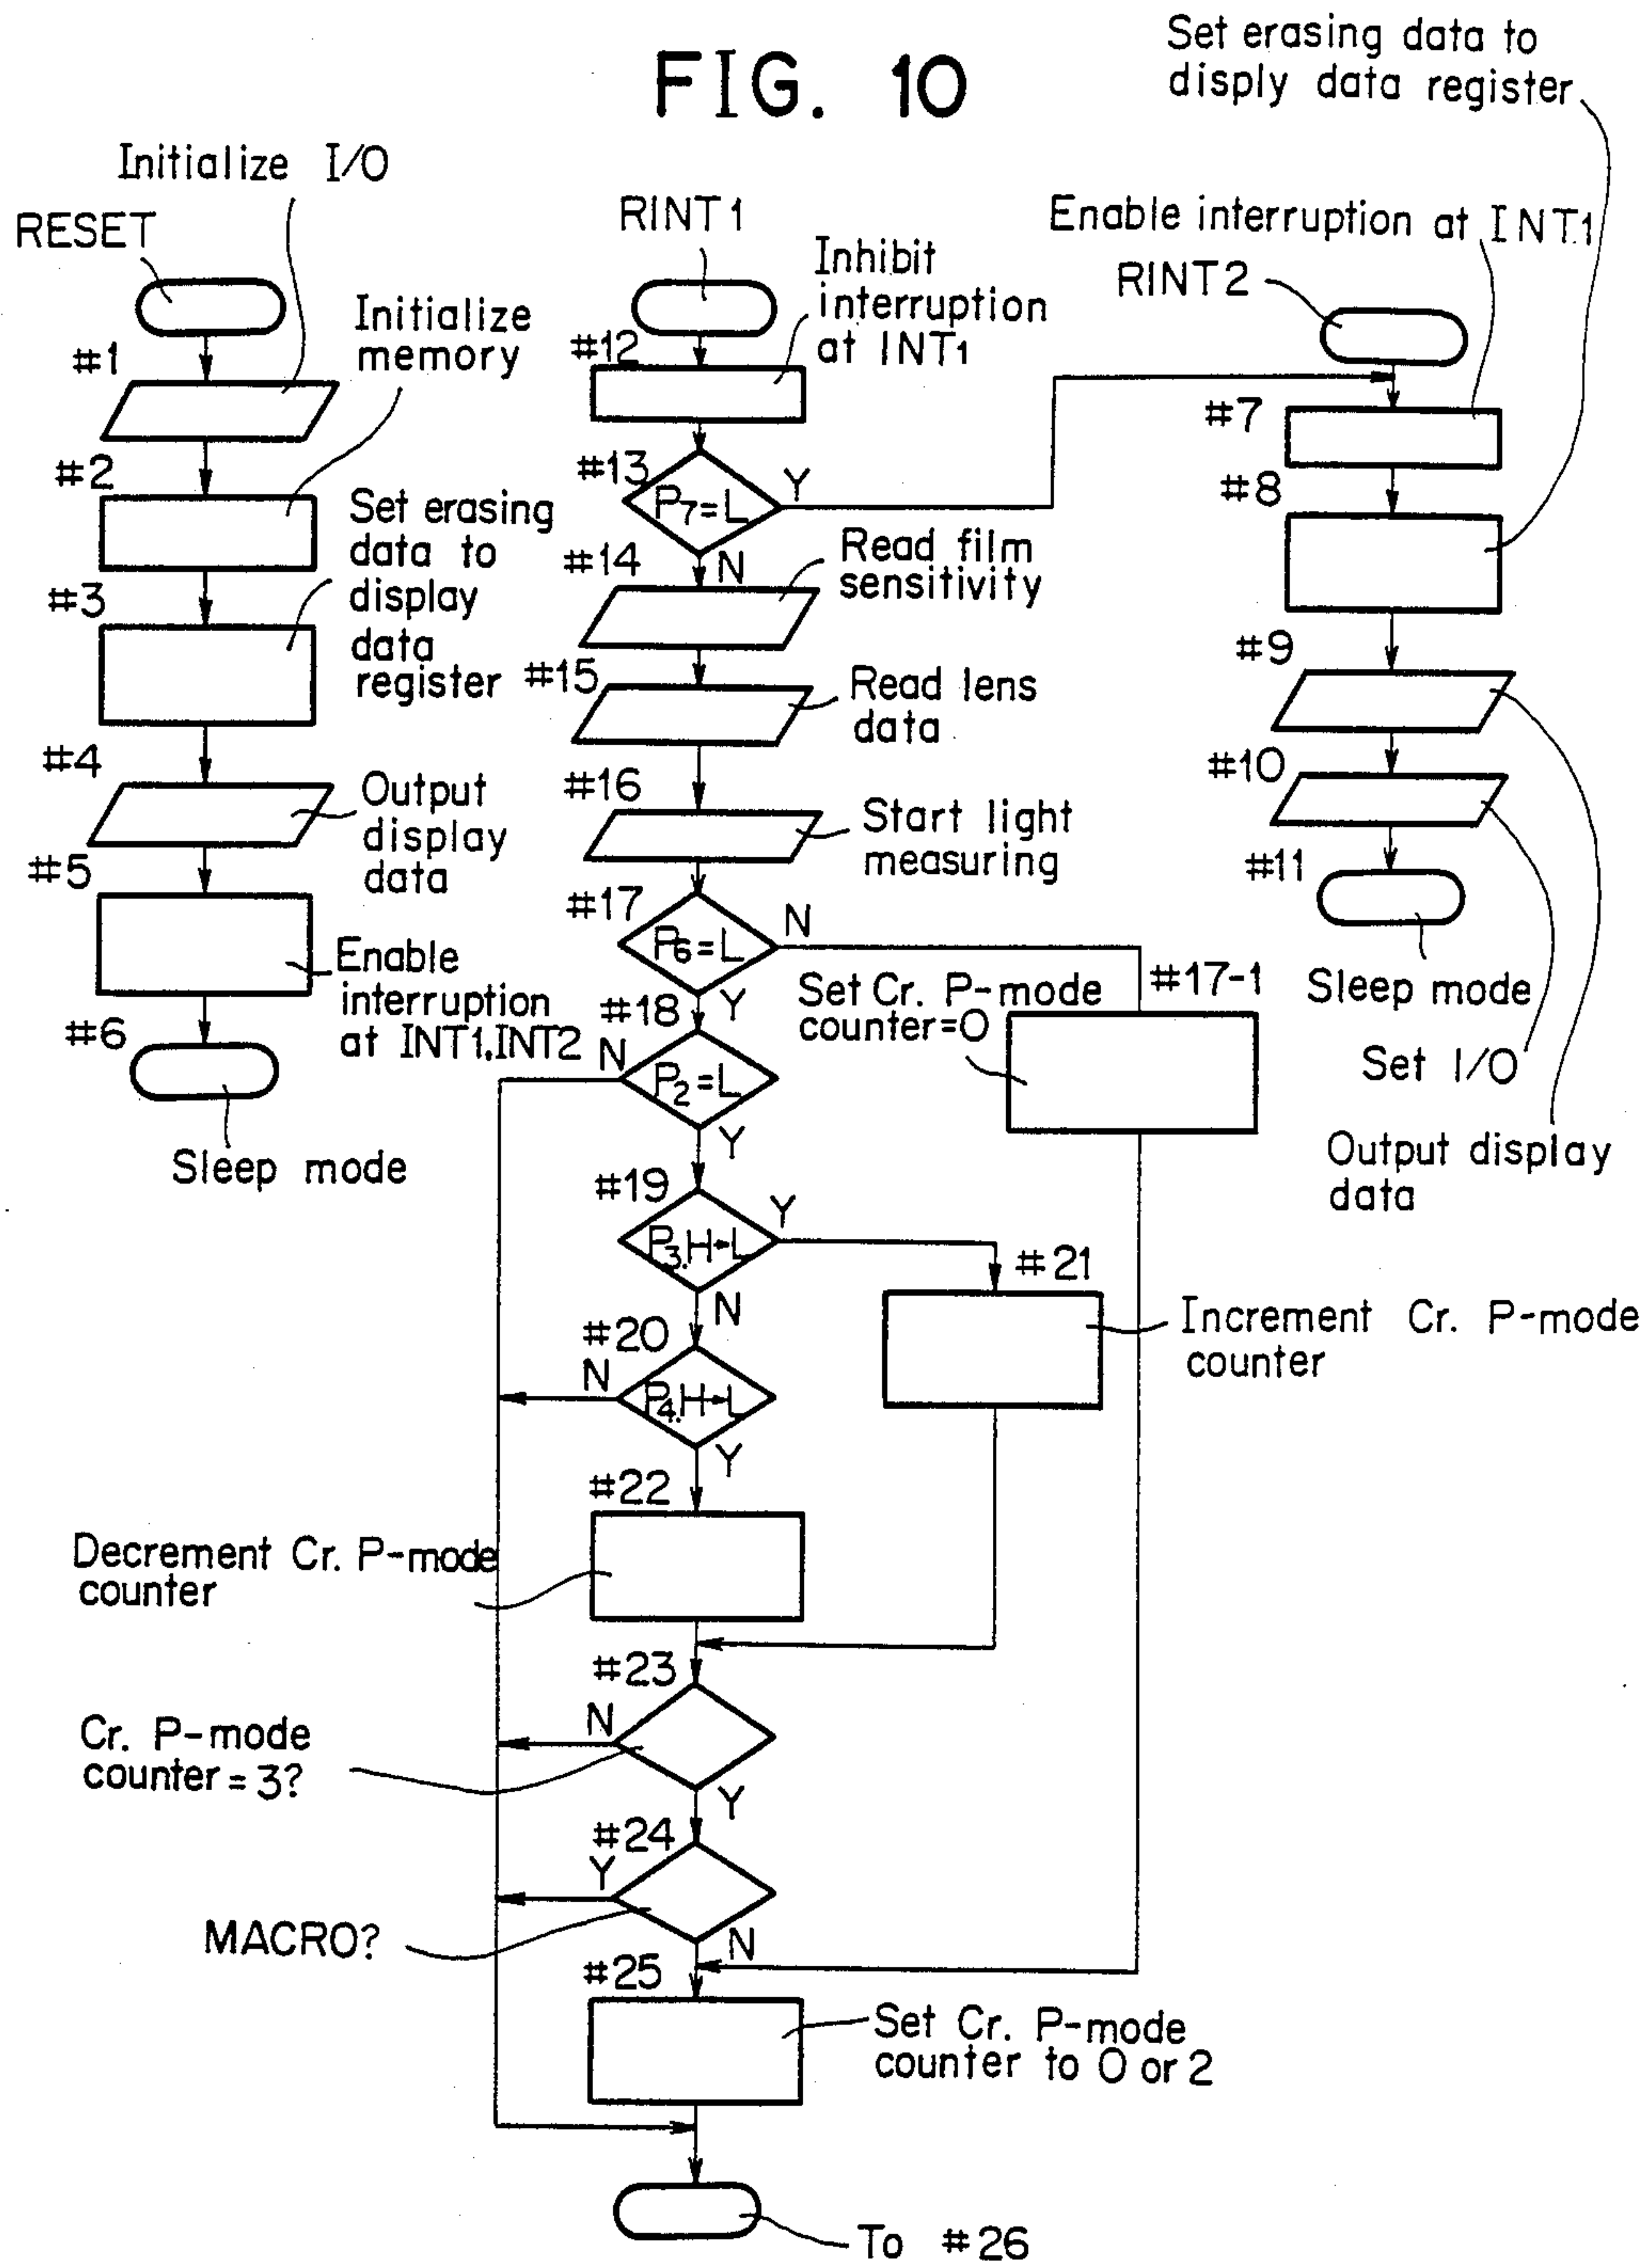 FIG. 10
Set erasing data to
disply data register
Initialize I/O
RESET
#1
Initialize
memory
#2
Set erasing
data to
display
data
register
#3
#4
Output
display
data
#5
Enable
interruption
at INT1.INT2
#6
Sleep mode
RINT1
Inhibit
interruption
at INT1
#12
#13
P7=L
Y
N
#14
Read film
sensitivity
#15
Read lens
data
#16
Start light
measuring
#17
P6=L
N
Y
#17-1
Set Cr. P-mode
counter=0
#18
N
P2=L
Y
#19
P3.H→L
Y
N
#21
Increment Cr. P-mode
counter
#20
N
P4.H→L
Y
#22
Decrement Cr. P-mode
counter
#23
N
Cr. P-mode
counter=3?
Y
#24
Y
MACRO?
N
#25
Set Cr. P-mode
counter to 0 or 2
To #26
Enable interruption at INT1
RINT2
#7
#8
#9
#10
#11
Sleep mode
Set I/O
Output display
data